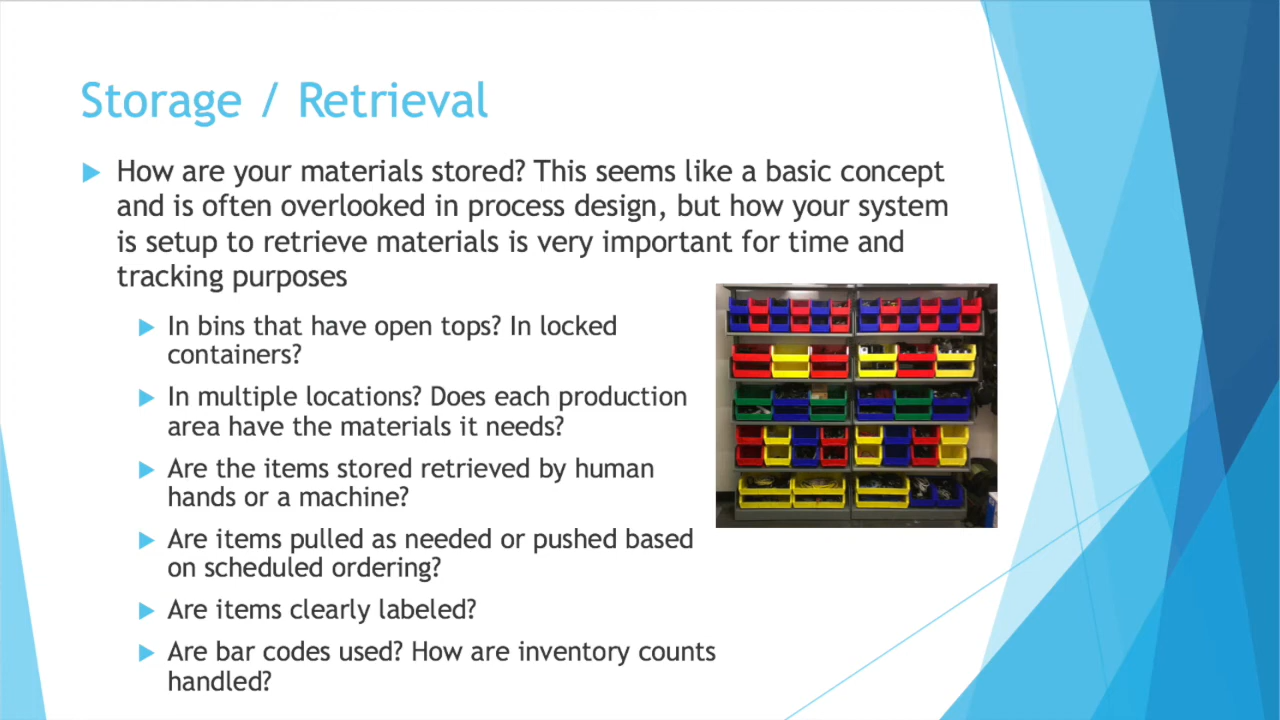 Storage / Retrieval
How are your materials stored? This seems like a basic concept
and is often overlooked in process design, but how your system
is setup to retrieve materials is very important for time and
tracking purposes
In bins that have open tops? In locked
containers?
In multiple locations? Does each production
area have the materials it needs?
Are the items stored retrieved by human
hands or a machine?
Are items pulled as needed or pushed based
on scheduled ordering?
Are items clearly labeled?
Are bar codes used? How are inventory counts
handled?